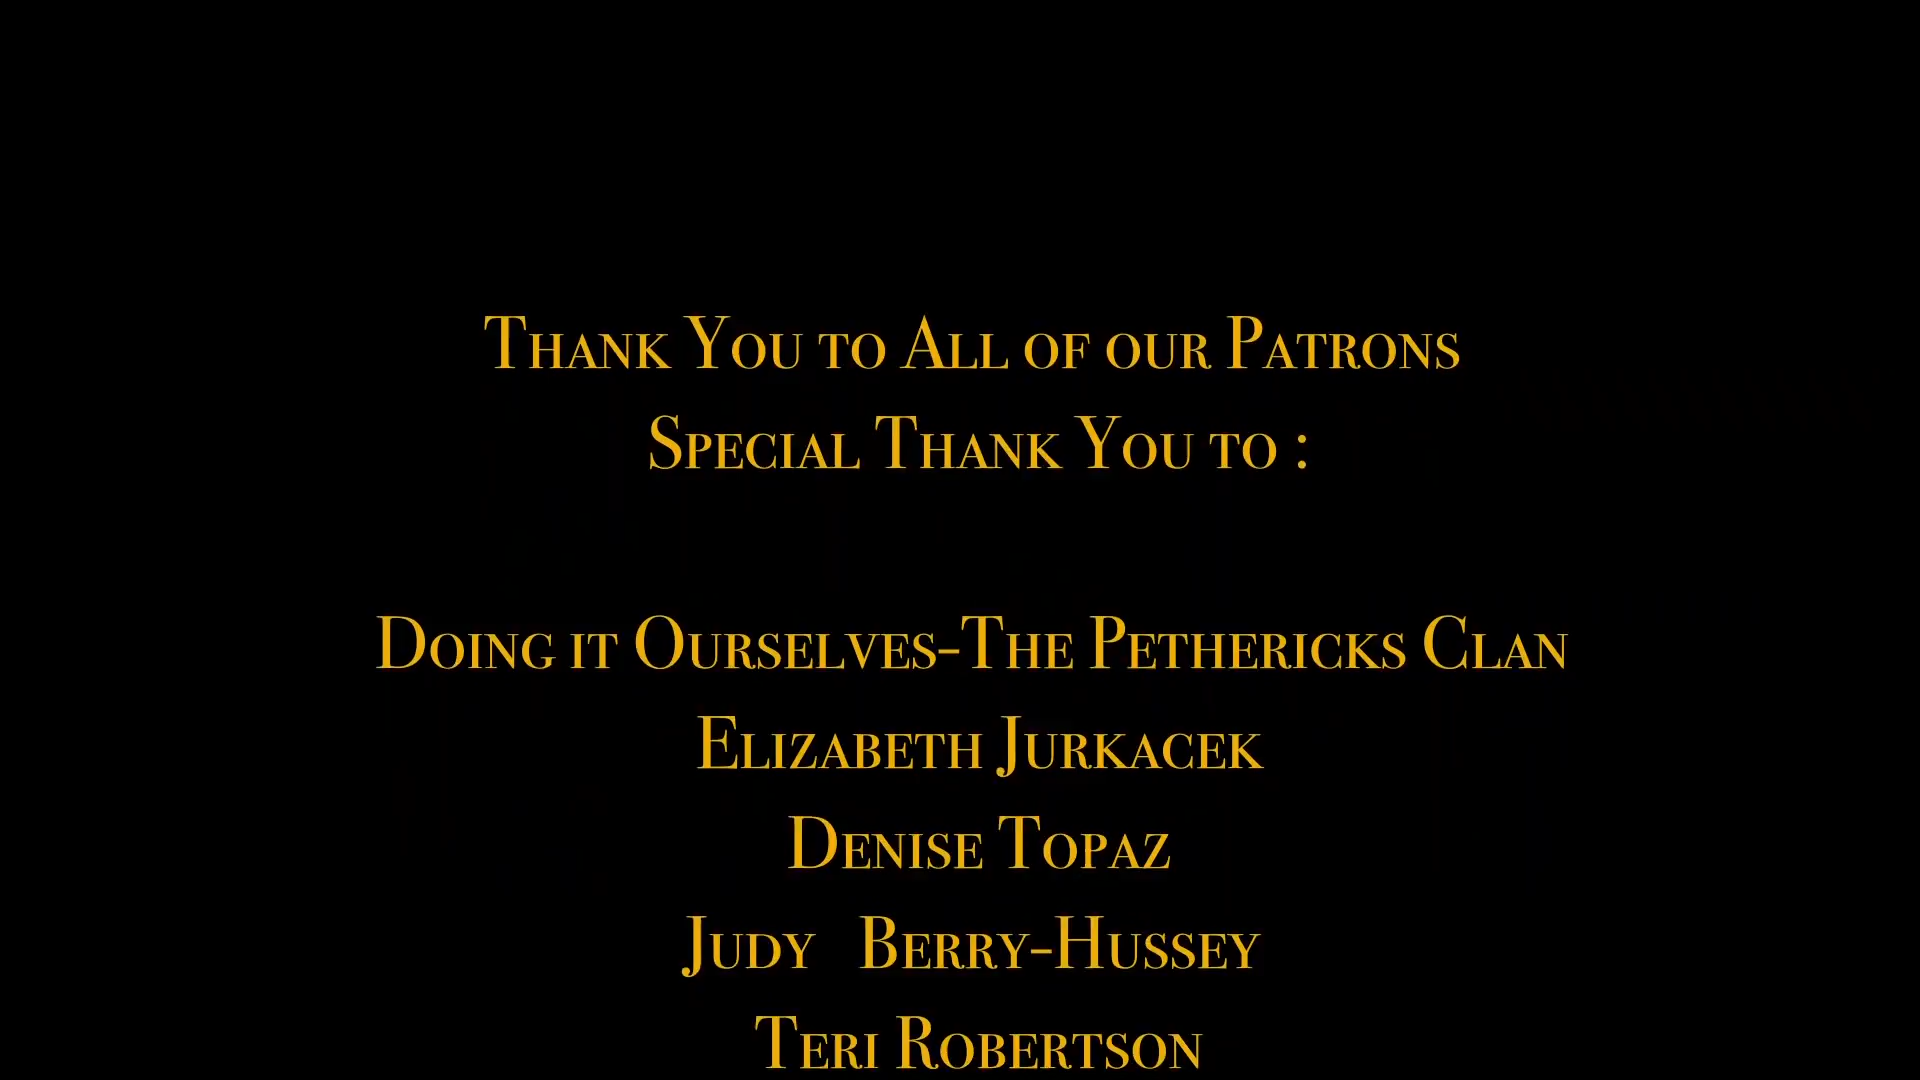 Thank You to All of our Patrons
Special Thank You to :
Doing it Ourselves-The Pethericks Clan
Elizabeth Jurkacek
Denise Topaz
Judy Berry-Hussey
Teri Robertson